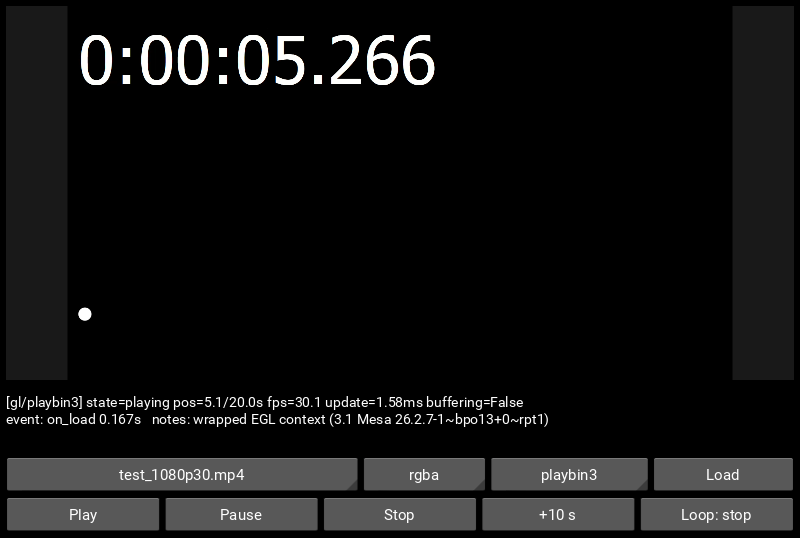 0:00:05.266
[gl/playbin3] state=playing pos=5.1/20.0s fps=30.1 update=1.58ms buffering=False
event: on_load 0.167s   notes: wrapped EGL context (3.1 Mesa 26.2.7-1~bpo13+0~rpt1)
test_1080p30.mp4 rgba playbin3 Load
Play Pause Stop +10 s Loop: stop